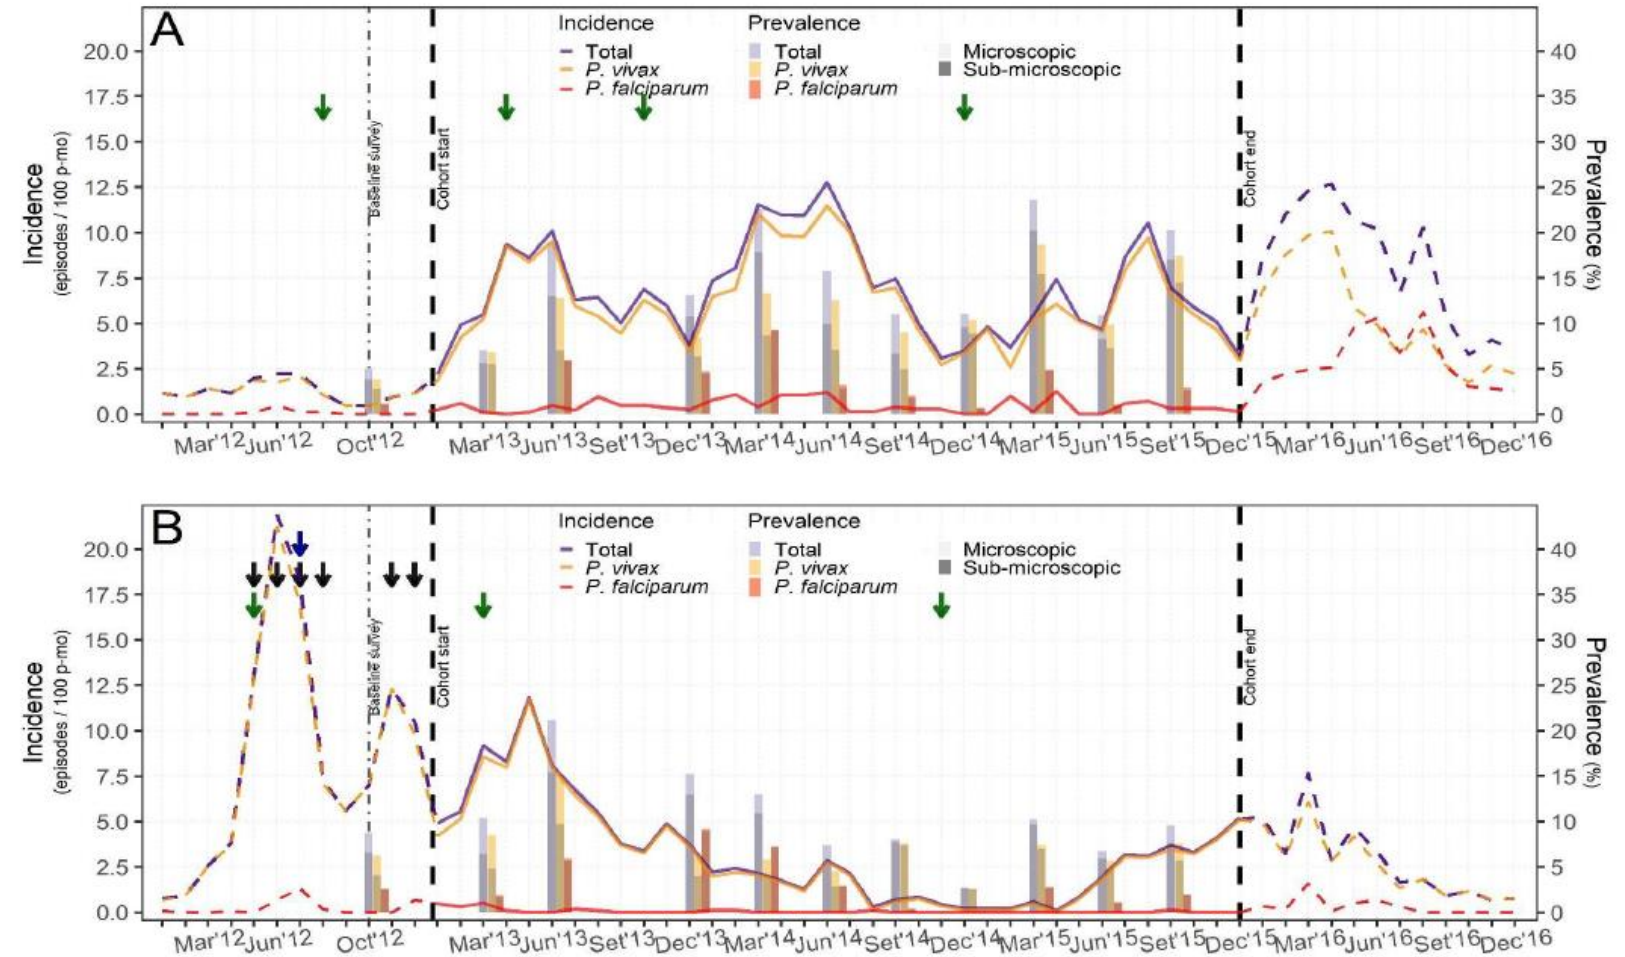 A
Incidence
Total
P. vivax
P. falciparum
Prevalence
Total
P. vivax
P. falciparum
Microscopic
Sub-microscopic
Incidence
(episodes / 100 p-mo)
20.0
17.5
15.0
12.5
10.0
7.5
5.0
2.5
0.0
Baseline survey
Cohort start
Cohort end
40
35
30
25
20
15
10
5
0
Prevalence (%)
Mar'12 Jun'12 Oct'12 Mar'13 Jun'13 Set'13 Dec'13 Mar'14 Jun'14 Set'14 Dec'14 Mar'15 Jun'15 Set'15 Dec'15 Mar'16 Jun'16 Set'16 Dec'16
B
Incidence
Total
P. vivax
P. falciparum
Prevalence
Total
P. vivax
P. falciparum
Microscopic
Sub-microscopic
Incidence
(episodes / 100 p-mo)
20.0
17.5
15.0
12.5
10.0
7.5
5.0
2.5
0.0
Baseline survey
Cohort start
Cohort end
40
35
30
25
20
15
10
5
0
Prevalence (%)
Mar'12 Jun'12 Oct'12 Mar'13 Jun'13 Set'13 Dec'13 Mar'14 Jun'14 Set'14 Dec'14 Mar'15 Jun'15 Set'15 Dec'15 Mar'16 Jun'16 Set'16 Dec'16